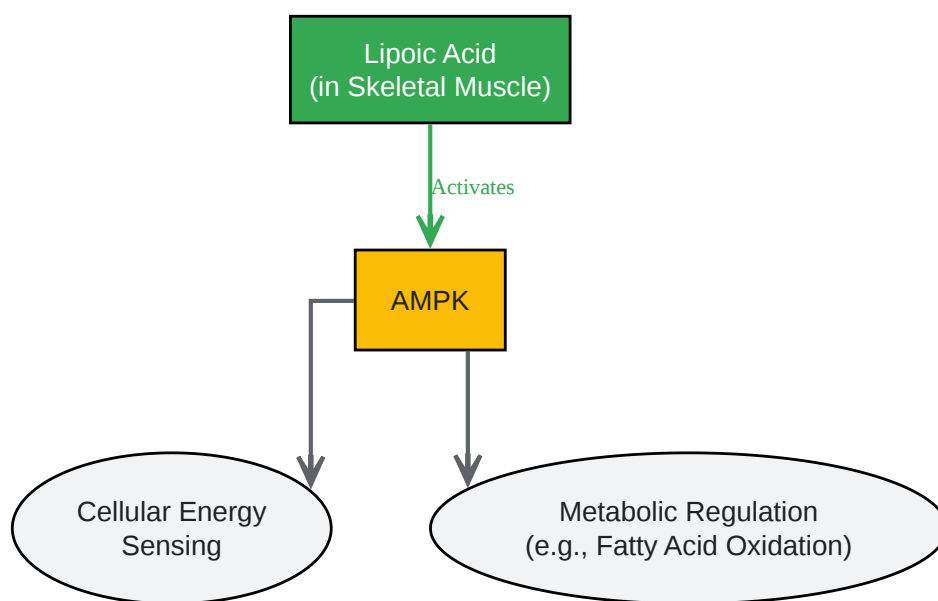 Lipoic Acid
(in Skeletal Muscle)
Activates
AMPK
Cellular Energy
Sensing
Metabolic Regulation
(e.g., Fatty Acid Oxidation)